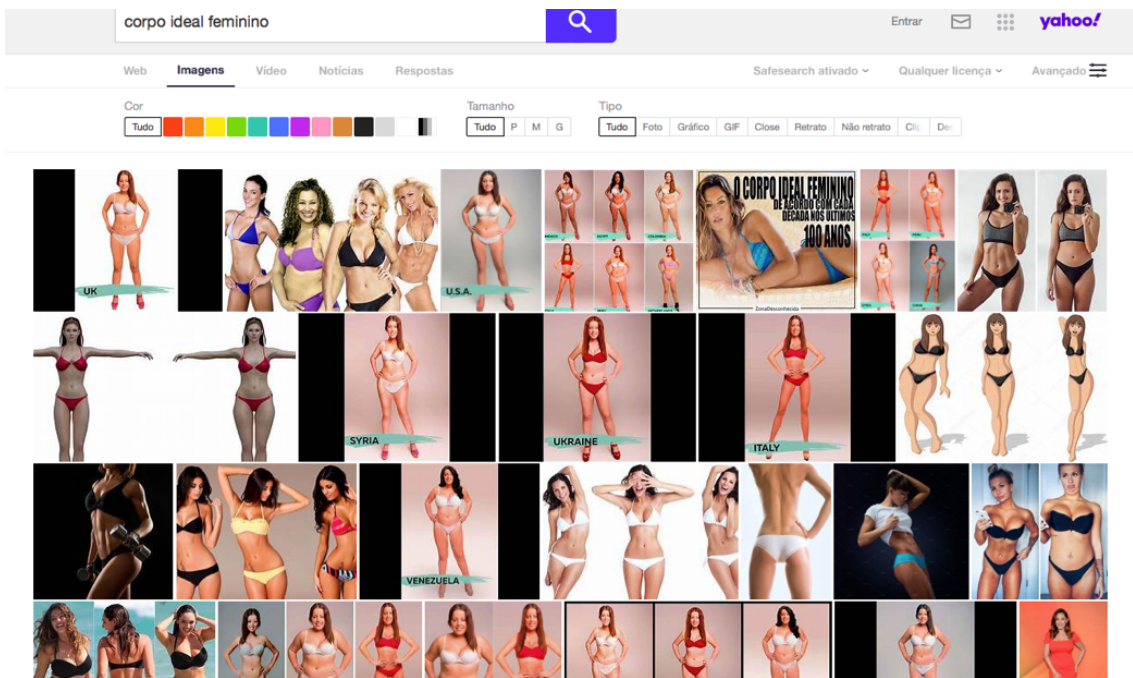 corpo ideal feminino
Entrar
yahoo!
Web Imagens Vídeo Notícias Respostas
Safesearch ativado Qualquer licença Avançado
Cor Tamanho Tipo
Tudo
Tudo P M G
Tudo Foto Gráfico GIF Close Retrato Não retrato
UK
U.S.A.
O CORPO IDEAL FEMININO
DE ACORDO COM CADA
DÉCADA NOS ÚLTIMOS
100 ANOS
ZonaDesconhecida
SYRIA
UKRAINE
ITALY
VENEZUELA